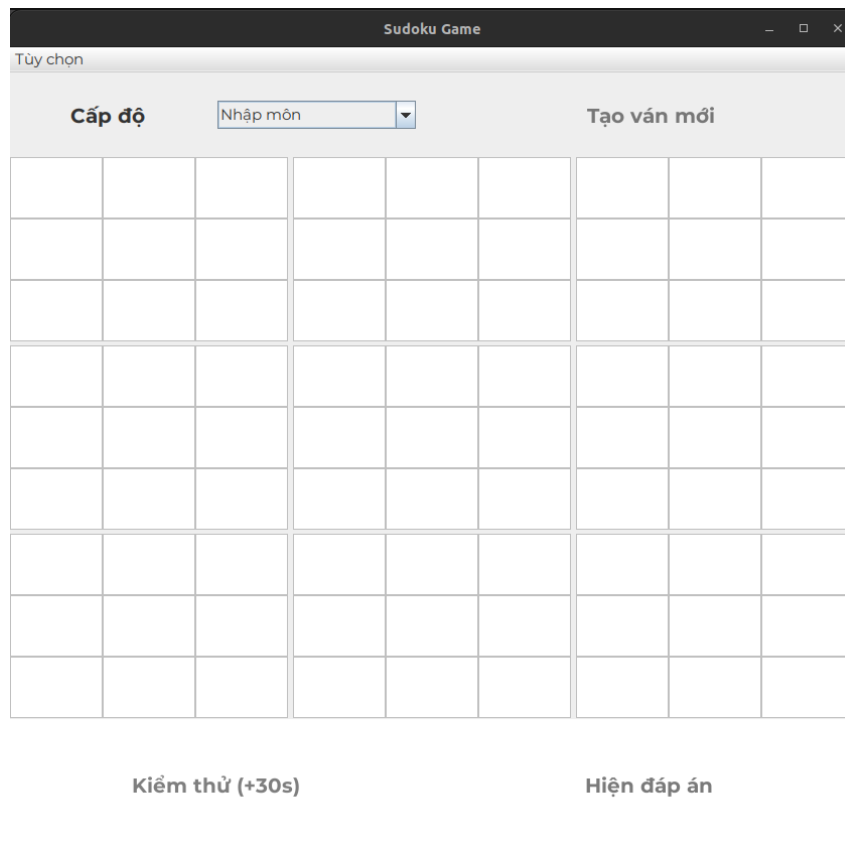 Sudoku Game
Tùy chọn
Cấp độ
Nhập môn
Tạo ván mới
Kiểm thử (+30s)
Hiện đáp án